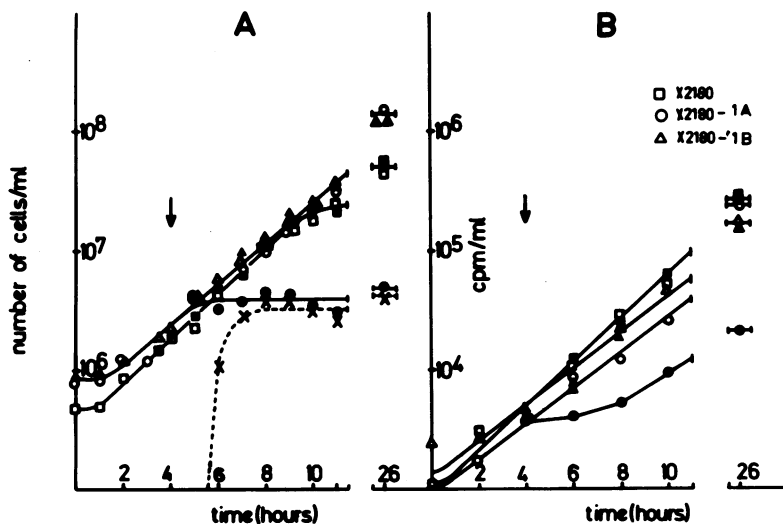 A
B
10⁸
10⁷
10⁶
number of cells/ml
2 4 6 8 10 26
time(hours)
10⁶
10⁵
10⁴
cpm/ml
2 4 6 8 10 26
time(hours)
X2180
X2180-1A
X2180-'1B